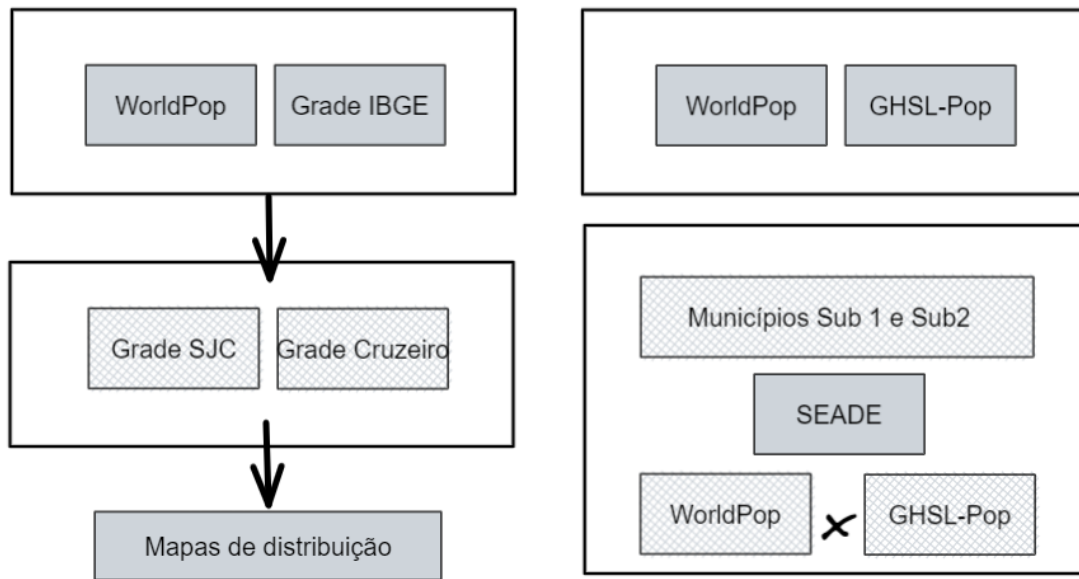 WorldPop
Grade IBGE
WorldPop
GHSL-Pop
Grade SJC
Grade Cruzeiro
Municípios Sub 1 e Sub2
SEADE
WorldPop
x
GHSL-Pop
Mapas de distribuição